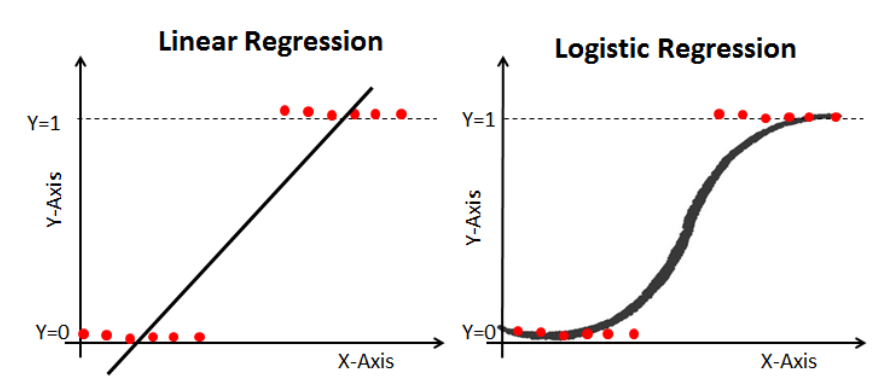 Linear Regression
Y=1
Y-Axis
Y=0
X-Axis
Logistic Regression
Y=1
Y-Axis
Y=0
X-Axis